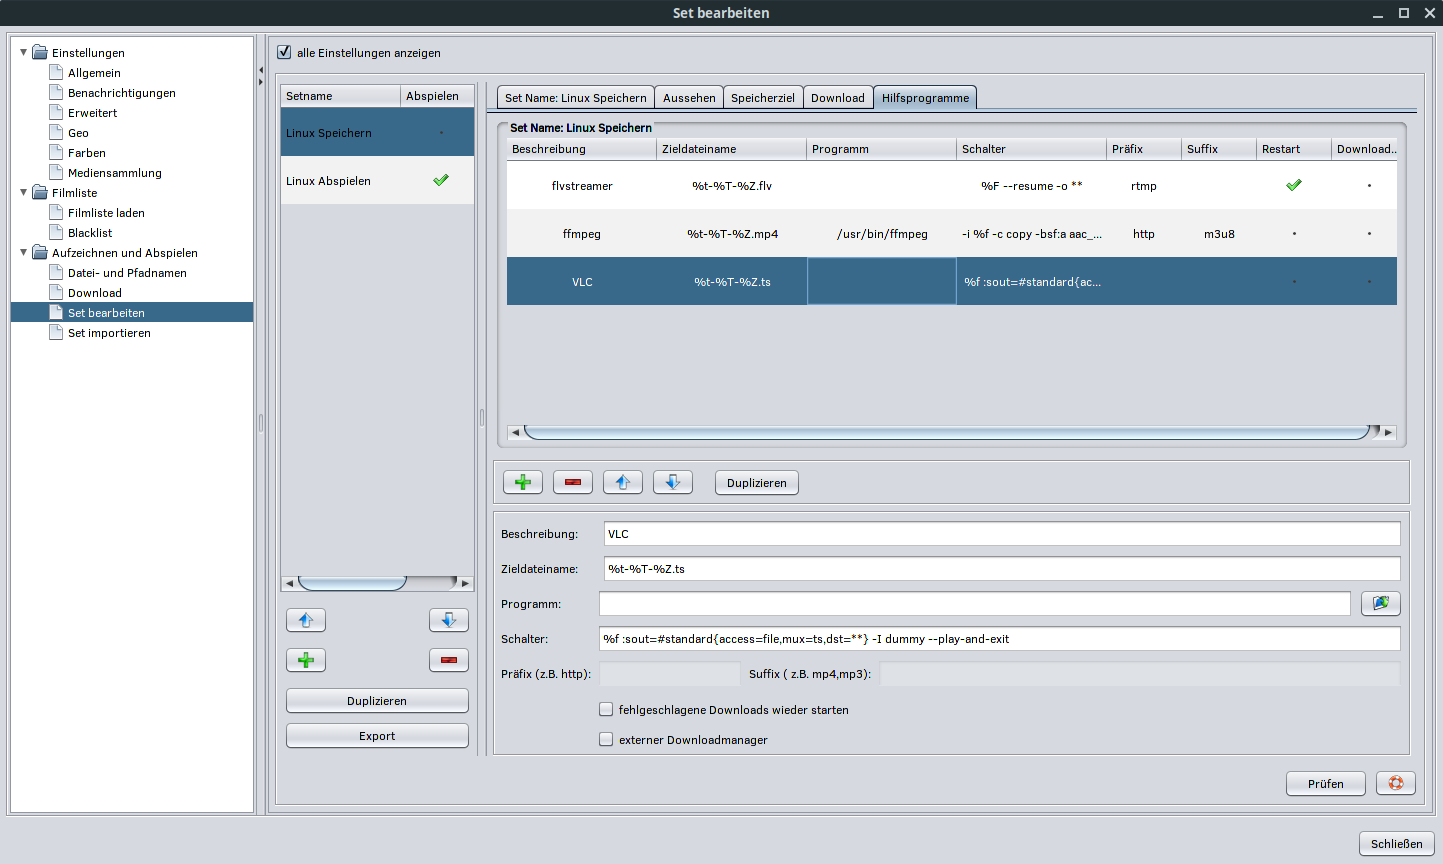 Set bearbeiten
Einstellungen
Allgemein
Benachrichtigungen
Erweitert
Geo
Farben
Mediensammlung
Filmliste
Filmliste laden
Blacklist
Aufzeichnen und Abspielen
Datei- und Pfadnamen
Download
Set bearbeiten
Set importieren
alle Einstellungen anzeigen
Setname Abspielen
Linux Speichern
Linux Abspielen
Duplizieren
Export
Set Name: Linux Speichern Aussehen Speicherziel Download Hilfsprogramme
Set Name: Linux Speichern
Beschreibung Zieldateiname Programm Schalter Präfix Suffix Restart Download..
flvstreamer %t-%T-%Z.flv %F --resume -o ** rtmp
ffmpeg %t-%T-%Z.mp4 /usr/bin/ffmpeg -i %f -c copy -bsf:a aac_... http m3u8
VLC %t-%T-%Z.ts %f :sout=#standard{ac...
Duplizieren
Beschreibung: VLC
Zieldateiname: %t-%T-%Z.ts
Programm:
Schalter: %f :sout=#standard{access=file,mux=ts,dst=**} -I dummy --play-and-exit
Präfix (z.B. http): Suffix ( z.B. mp4,mp3):
fehlgeschlagene Downloads wieder starten
externer Downloadmanager
Prüfen
Schließen